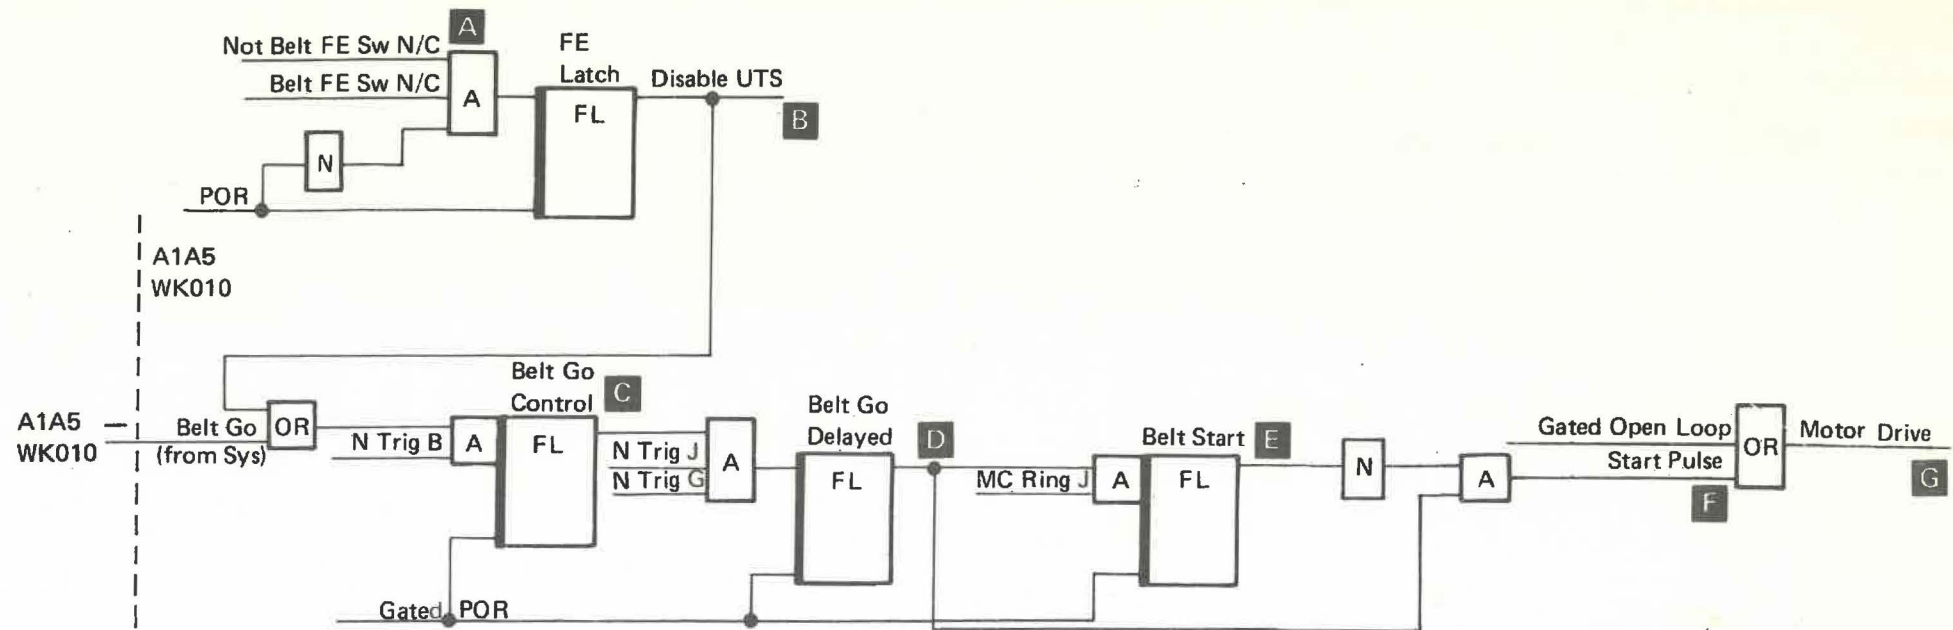 A
Not Belt FE Sw N/C
FE
Latch
Disable UTS
Belt FE Sw N/C
A
FL
B
N
POR
A1A5
WK010
Belt Go
Control
C
Belt Go
Delayed
A1A5
WK010
Belt Go
(from Sys)
OR
N Trig B
A
FL
N Trig J
N Trig G
A
FL
D
MC Ring J
A
Belt Start
E
FL
N
A
Gated Open Loop
Start Pulse
F
OR
Motor Drive
G
Gated POR